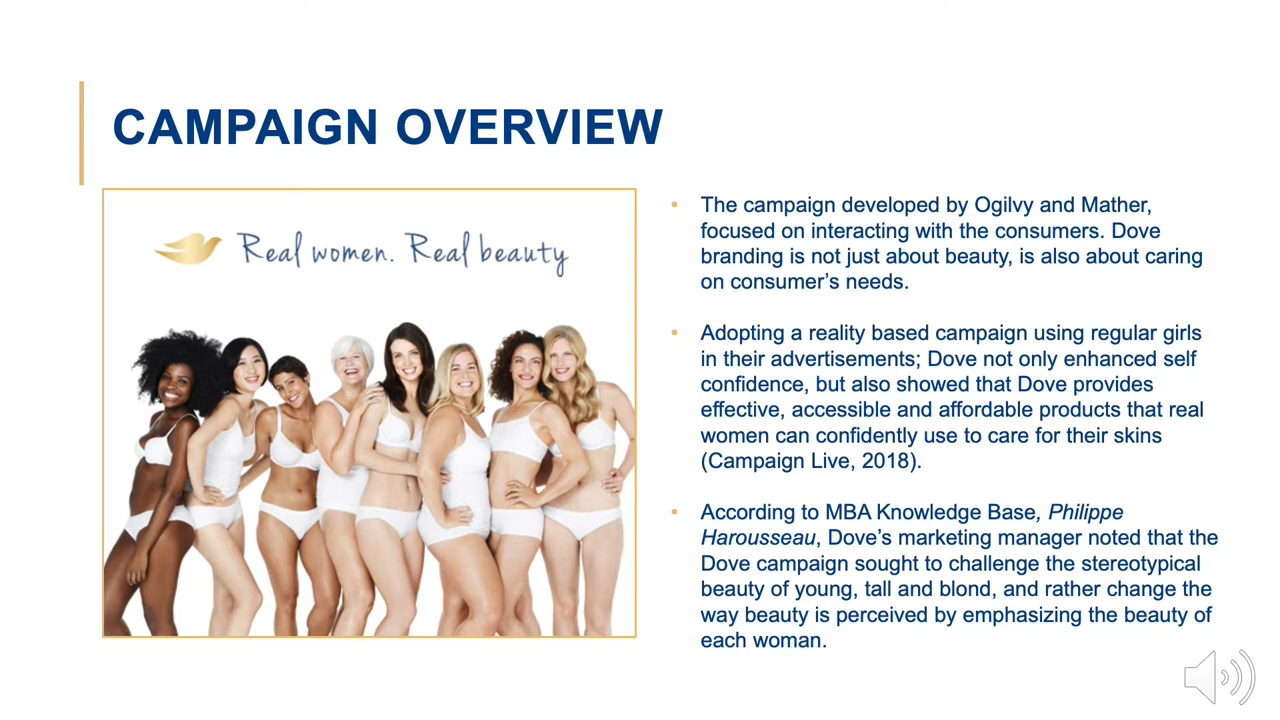 CAMPAIGN OVERVIEW
Real women. Real beauty
• The campaign developed by Ogilvy and Mather,
focused on interacting with the consumers. Dove
branding is not just about beauty, is also about caring
on consumer’s needs.
• Adopting a reality based campaign using regular girls
in their advertisements; Dove not only enhanced self
confidence, but also showed that Dove provides
effective, accessible and affordable products that real
women can confidently use to care for their skins
(Campaign Live, 2018).
• According to MBA Knowledge Base, Philippe
Harousseau, Dove’s marketing manager noted that the
Dove campaign sought to challenge the stereotypical
beauty of young, tall and blond, and rather change the
way beauty is perceived by emphasizing the beauty of
each woman.